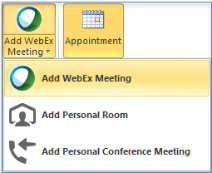 Add WebEx
Meeting
Appointment
Add WebEx Meeting
Add Personal Room
Add Personal Conference Meeting